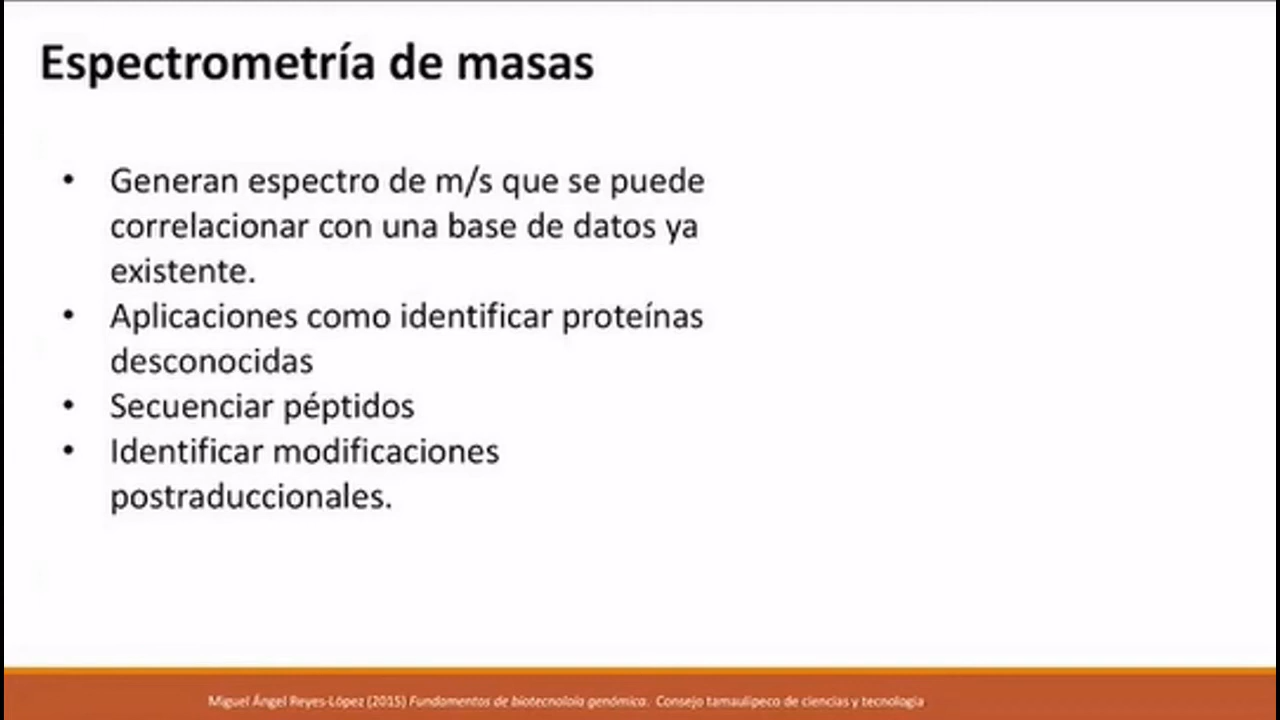 Espectrometría de masas
• Generan espectro de m/s que se puede
correlacionar con una base de datos ya
existente.
• Aplicaciones como identificar proteínas
desconocidas
• Secuenciar péptidos
• Identificar modificaciones
postraduccionales.
Miguel Ángel Reyes-López (2015) Fundamentos de biotecnoloía genómica. Consejo tamaulipeco de ciencias y tecnología